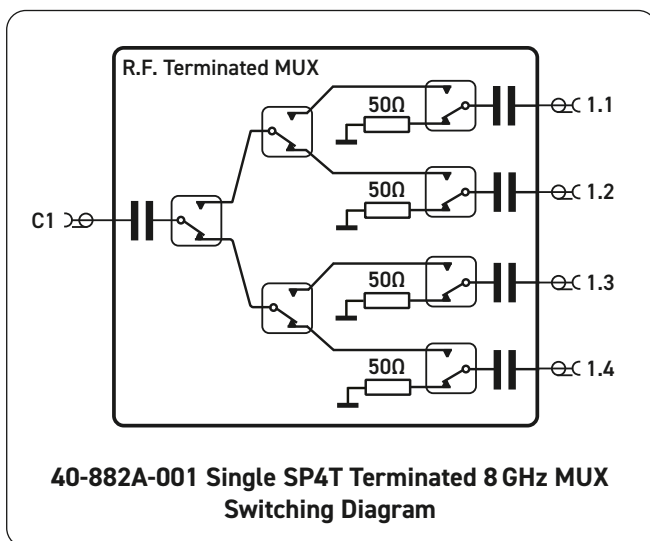 R.F. Terminated MUX
50Ω
1.1
50Ω
1.2
C1
50Ω
1.3
50Ω
1.4
40-882A-001 Single SP4T Terminated 8 GHz MUX
Switching Diagram